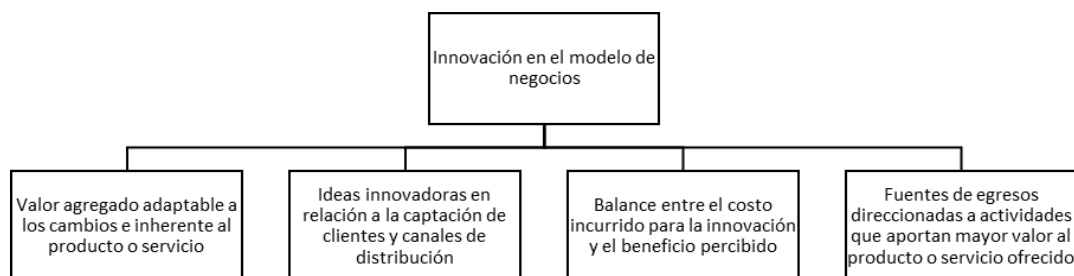 Innovación en el modelo de
negocios
Valor agregado adaptable a
los cambios e inherente al
producto o servicio
Ideas innovadoras en
relación a la captación de
clientes y canales de
distribución
Balance entre el costo
incurrido para la innovación
y el beneficio percibido
Fuentes de egresos
direccionadas a actividades
que aportan mayor valor al
producto o servicio ofrecido